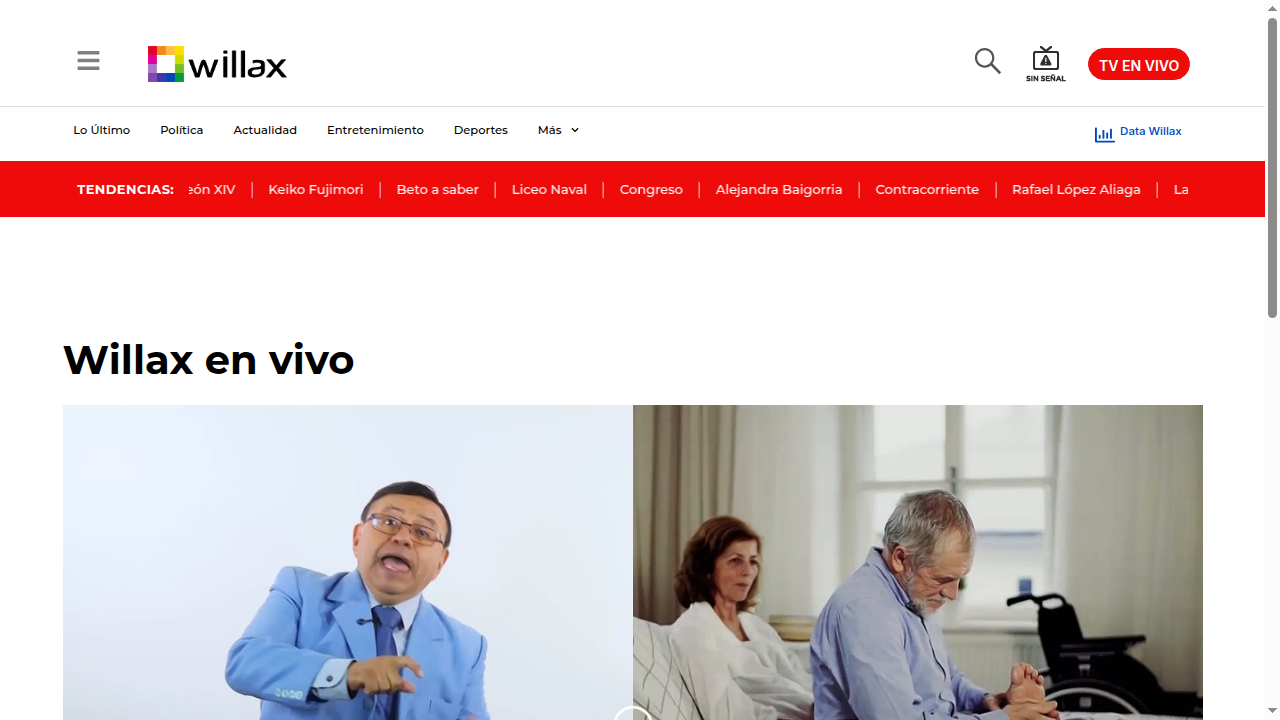 willax
SIN SEÑAL
TV EN VIVO
Lo Último
Política
Actualidad
Entretenimiento
Deportes
Más
Data Willax
TENDENCIAS:
eón XIV
Keiko Fujimori
Beto a saber
Liceo Naval
Congreso
Alejandra Baigorria
Contracorriente
Rafael López Aliaga
La
Willax en vivo